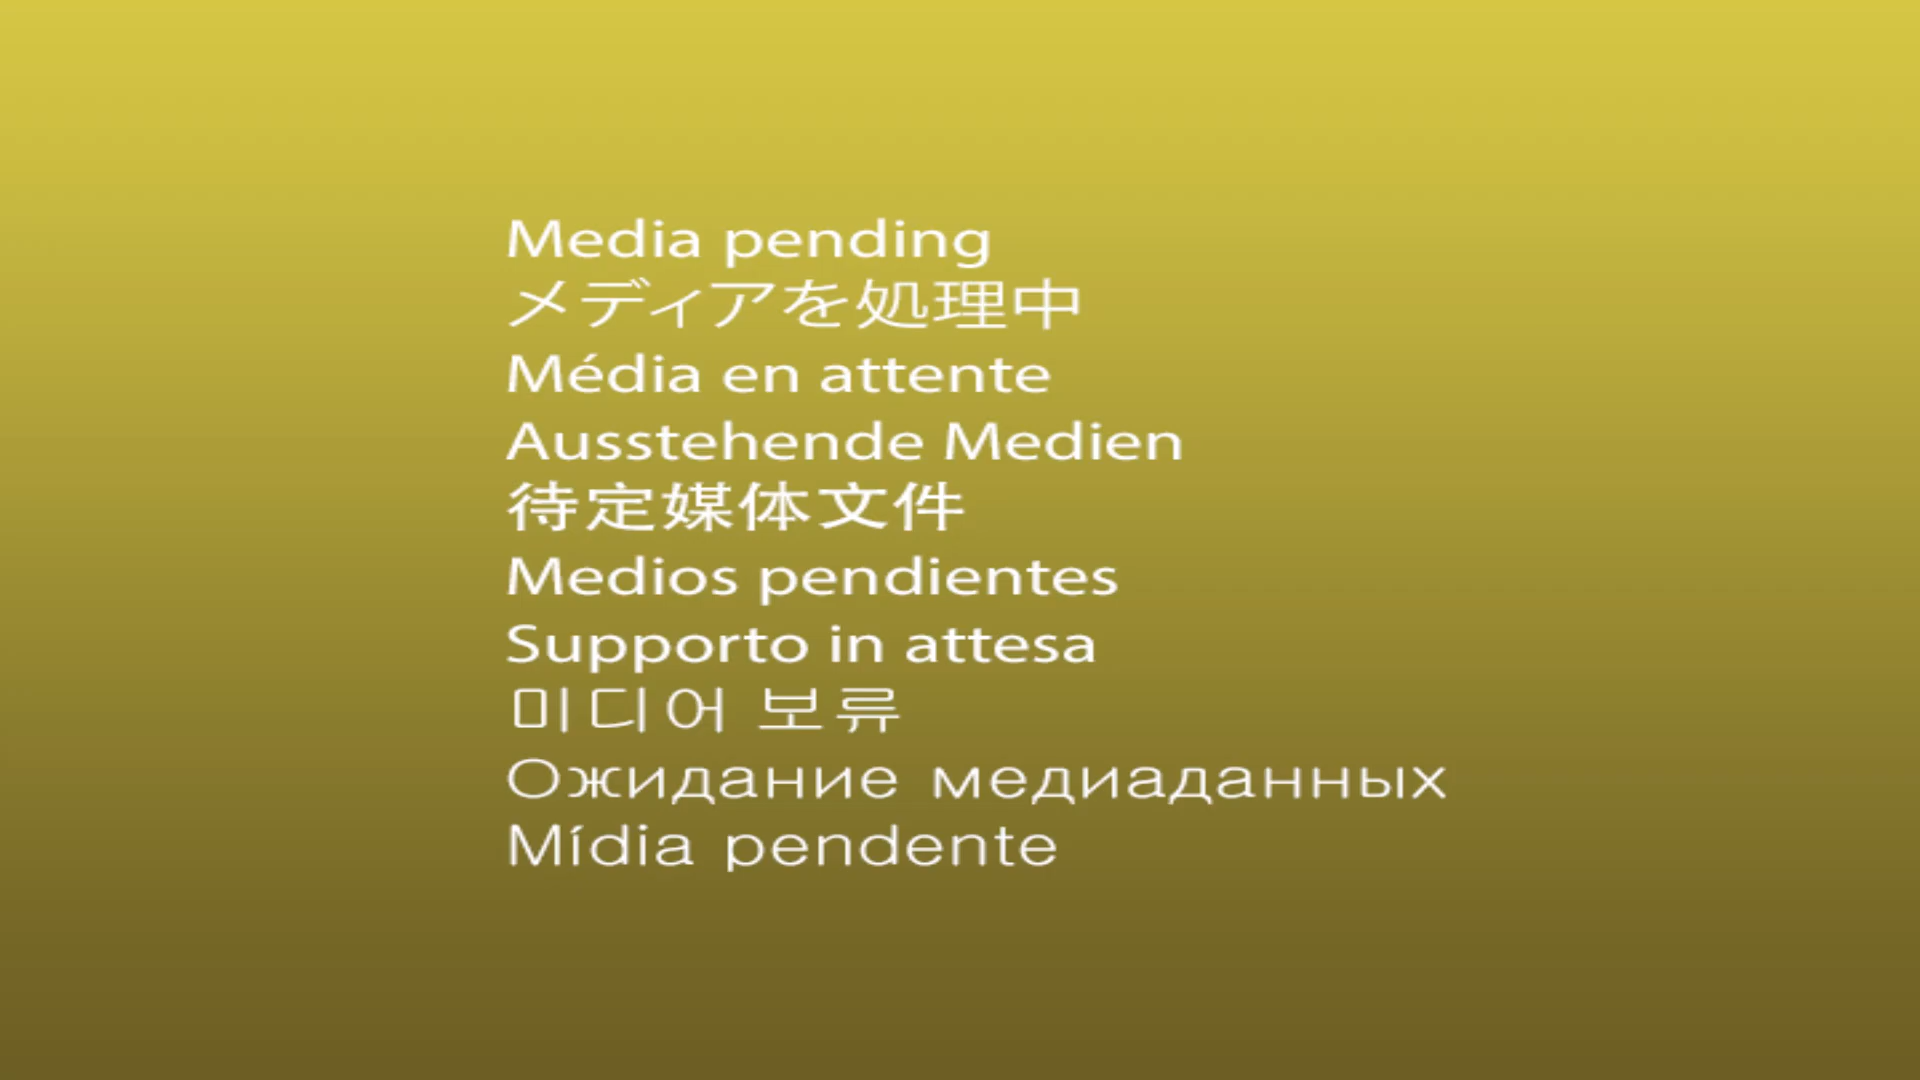 Media pending
メディアを処理中
Média en attente
Ausstehende Medien
待定媒体文件
Medios pendientes
Supporto in attesa
미디어 보류
Ожидание медиаданных
Mídia pendente